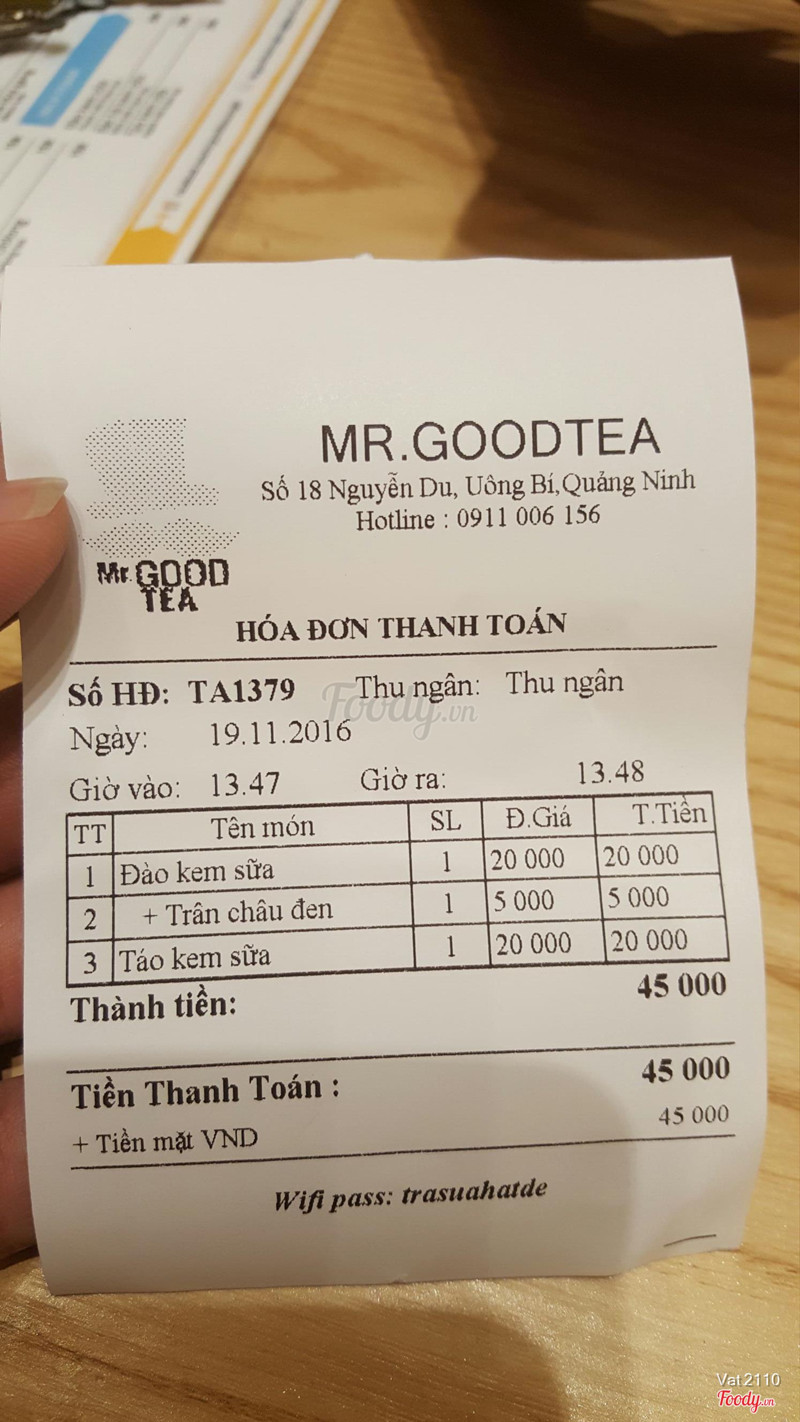 MR.GOODTEA
Số 18 Nguyễn Du, Uông Bí,Quảng Ninh
Hotline : 0911 006 156
Mr.GOOD
TEA
HÓA ĐƠN THANH TOÁN
Số HĐ: TA1379 Thu ngân: Thu ngân
Foody.vn
Ngày: 19.11.2016
Giờ vào: 13.47 Giờ ra: 13.48
TT Tên món SL Đ.Giá T.Tiền
1 Đào kem sữa 1 20 000 20 000
2 + Trân châu đen 1 5 000 5 000
3 Táo kem sữa 1 20 000 20 000
Thành tiền: 45 000
Tiền Thanh Toán : 45 000
+ Tiền mặt VND 45 000
Wifi pass: trasuahatde
Vat2110
Foody.vn